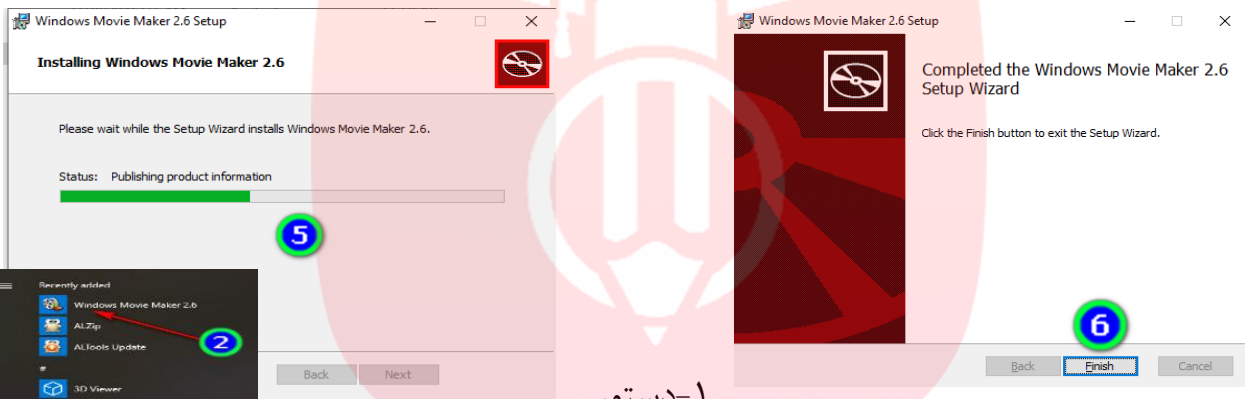 Windows Movie Maker 2.6 Setup
Installing Windows Movie Maker 2.6
Please wait while the Setup Wizard installs Windows Movie Maker 2.6.
Status: Publishing product information
5
Back Next
Recently added
Windows Movie Maker 2.6
ALZip
2
ALTools Update
#
3D Viewer
Windows Movie Maker 2.6 Setup
Completed the Windows Movie Maker 2.6
Setup Wizard
Click the Finish button to exit the Setup Wizard.
6
Back Finish Cancel